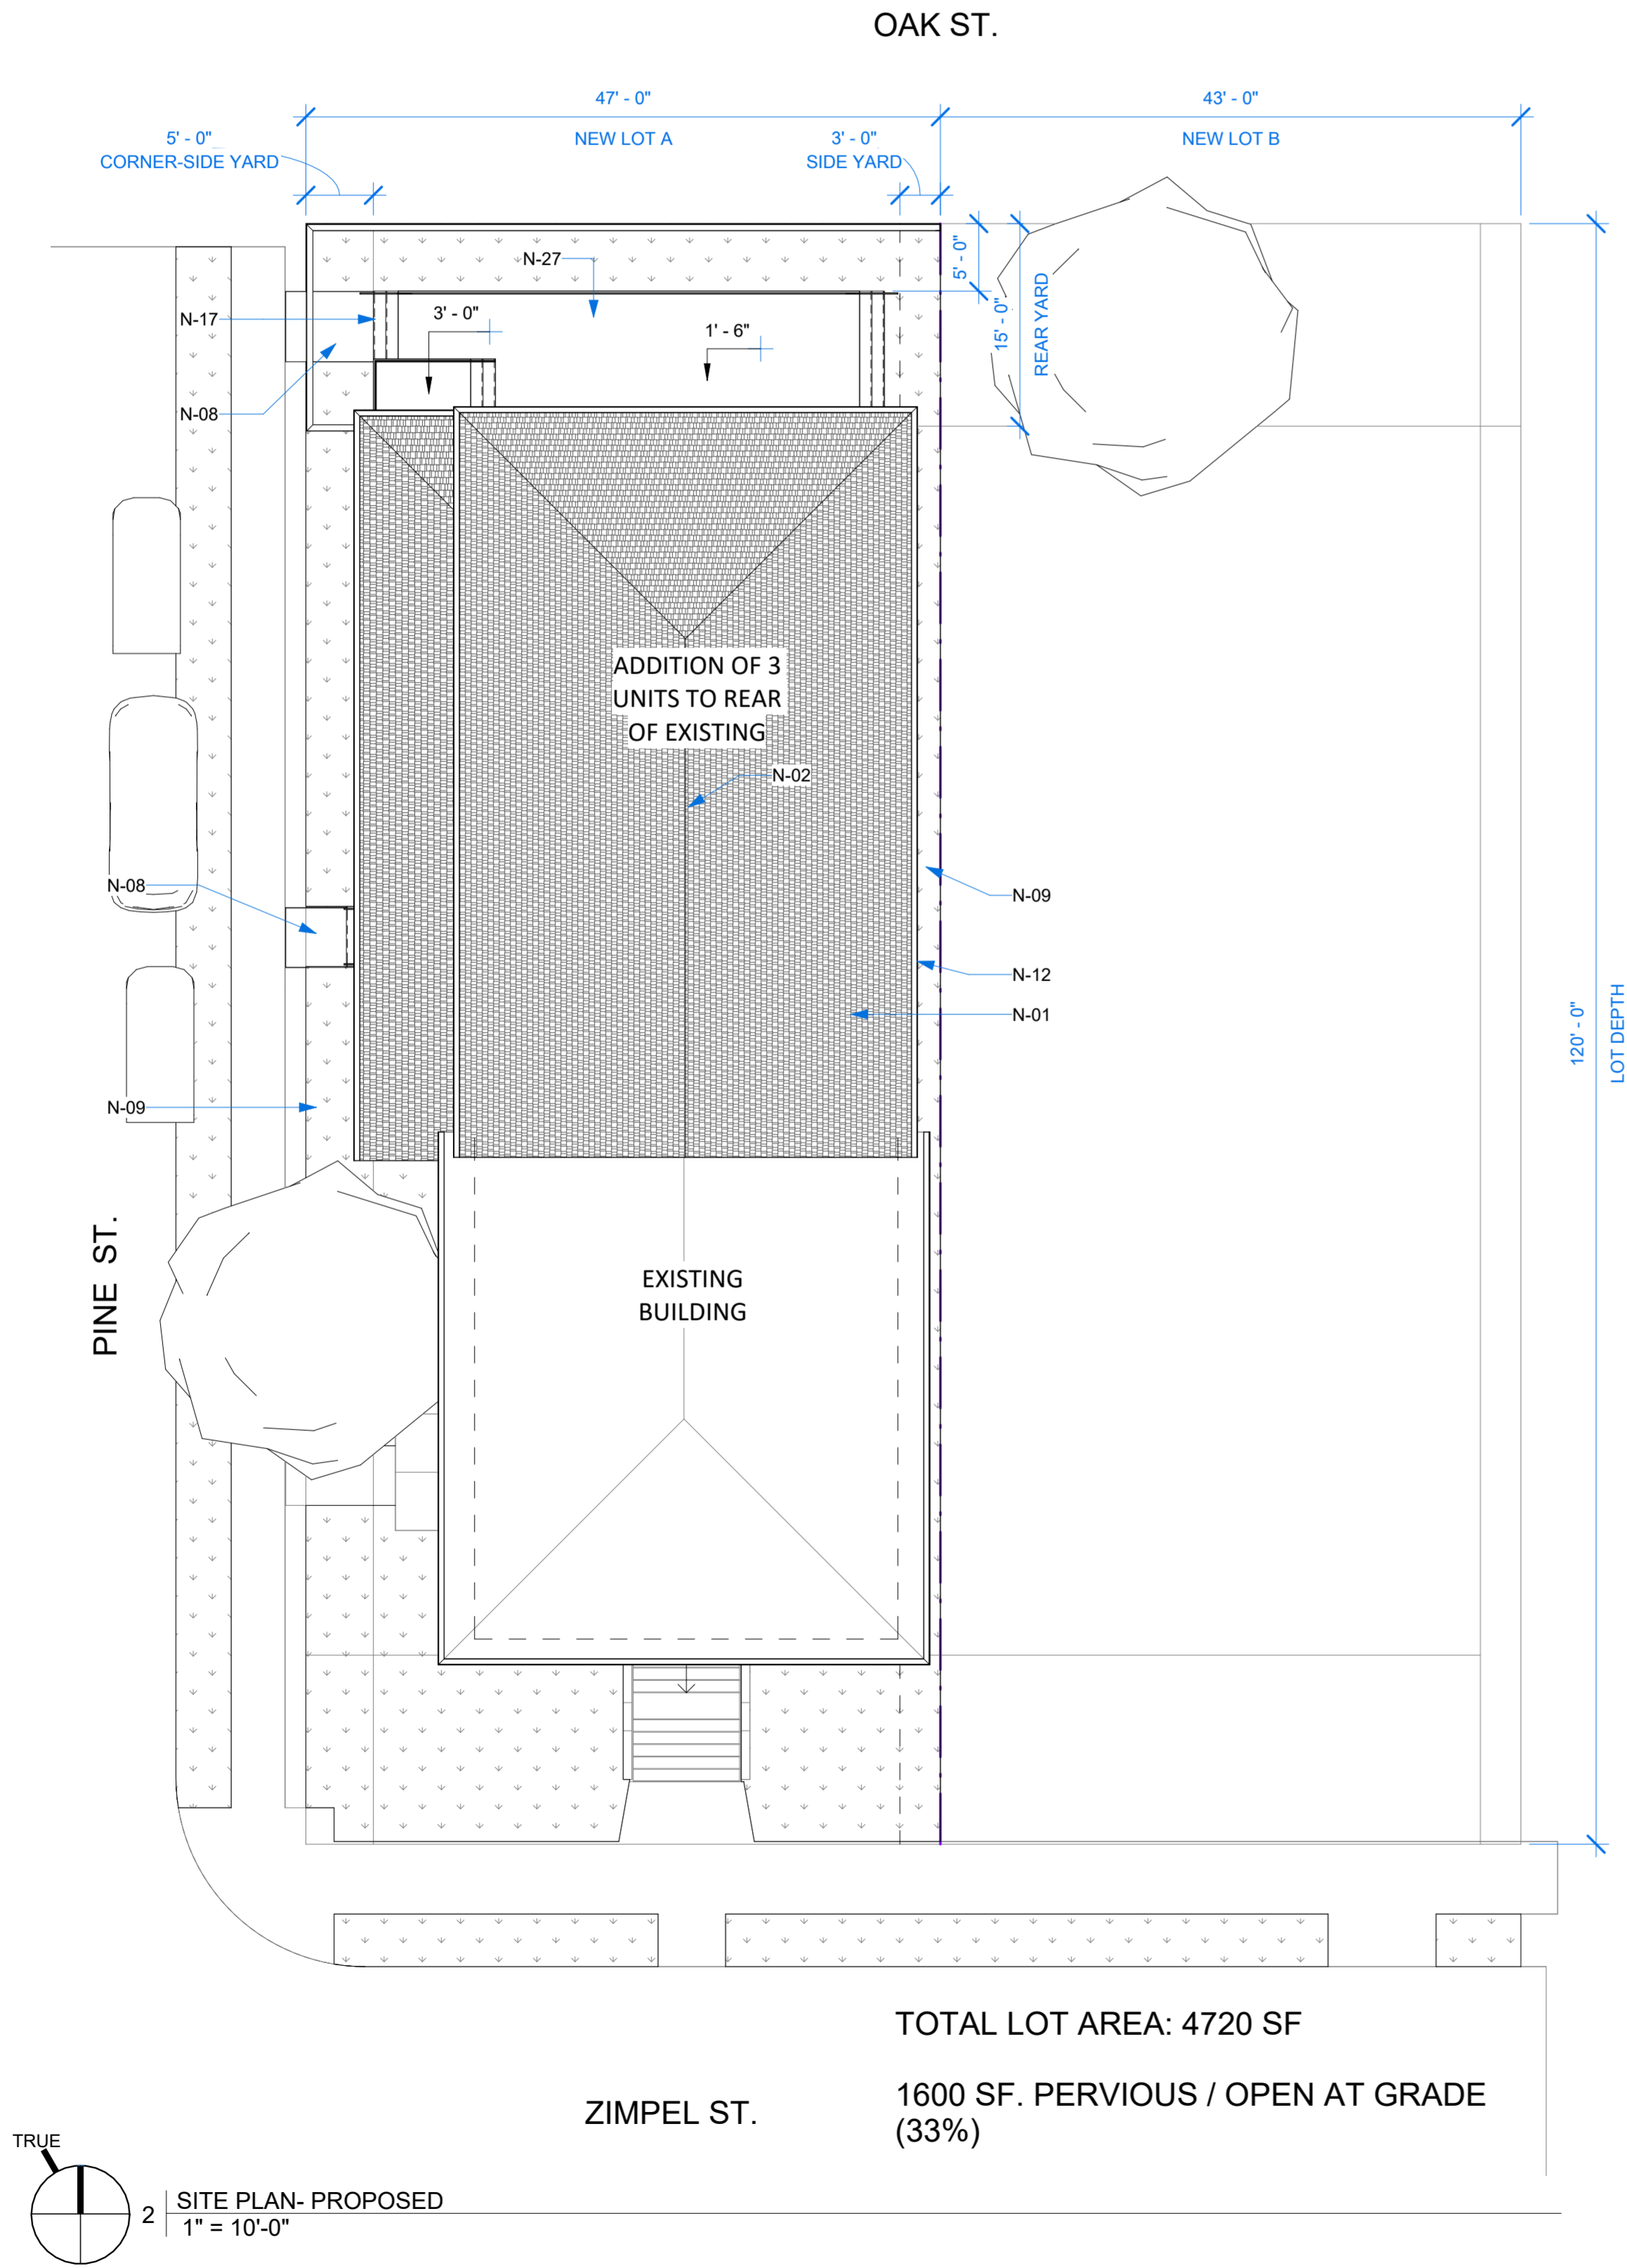 OAK ST.
47' - 0"
43' - 0"
5' - 0"
CORNER-SIDE YARD
NEW LOT A
3' - 0"
SIDE YARD
NEW LOT B
5' - 0"
15' - 0"
REAR YARD
N-27
N-17
3' - 0"
1' - 6"
N-08
ADDITION OF 3
UNITS TO REAR
OF EXISTING
N-02
N-08
N-09
N-12
N-01
120' - 0"
LOT DEPTH
N-09
PINE ST.
EXISTING
BUILDING
TOTAL LOT AREA: 4720 SF
1600 SF. PERVIOUS / OPEN AT GRADE
(33%)
ZIMPEL ST.
TRUE
2
SITE PLAN- PROPOSED
1" = 10'-0"